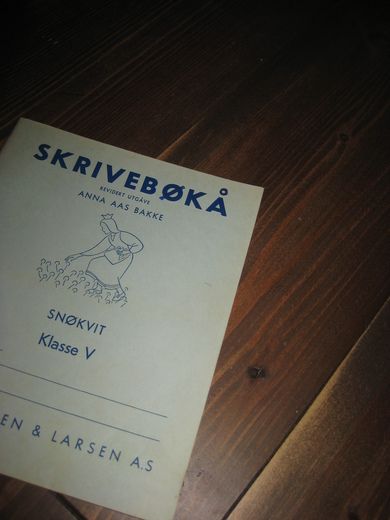 SKRIVEBØKÅ
REVIDERT UTGÅVE
ANNA AAS BAKKE
SNØKVIT
Klasse V
EN & LARSEN A.S